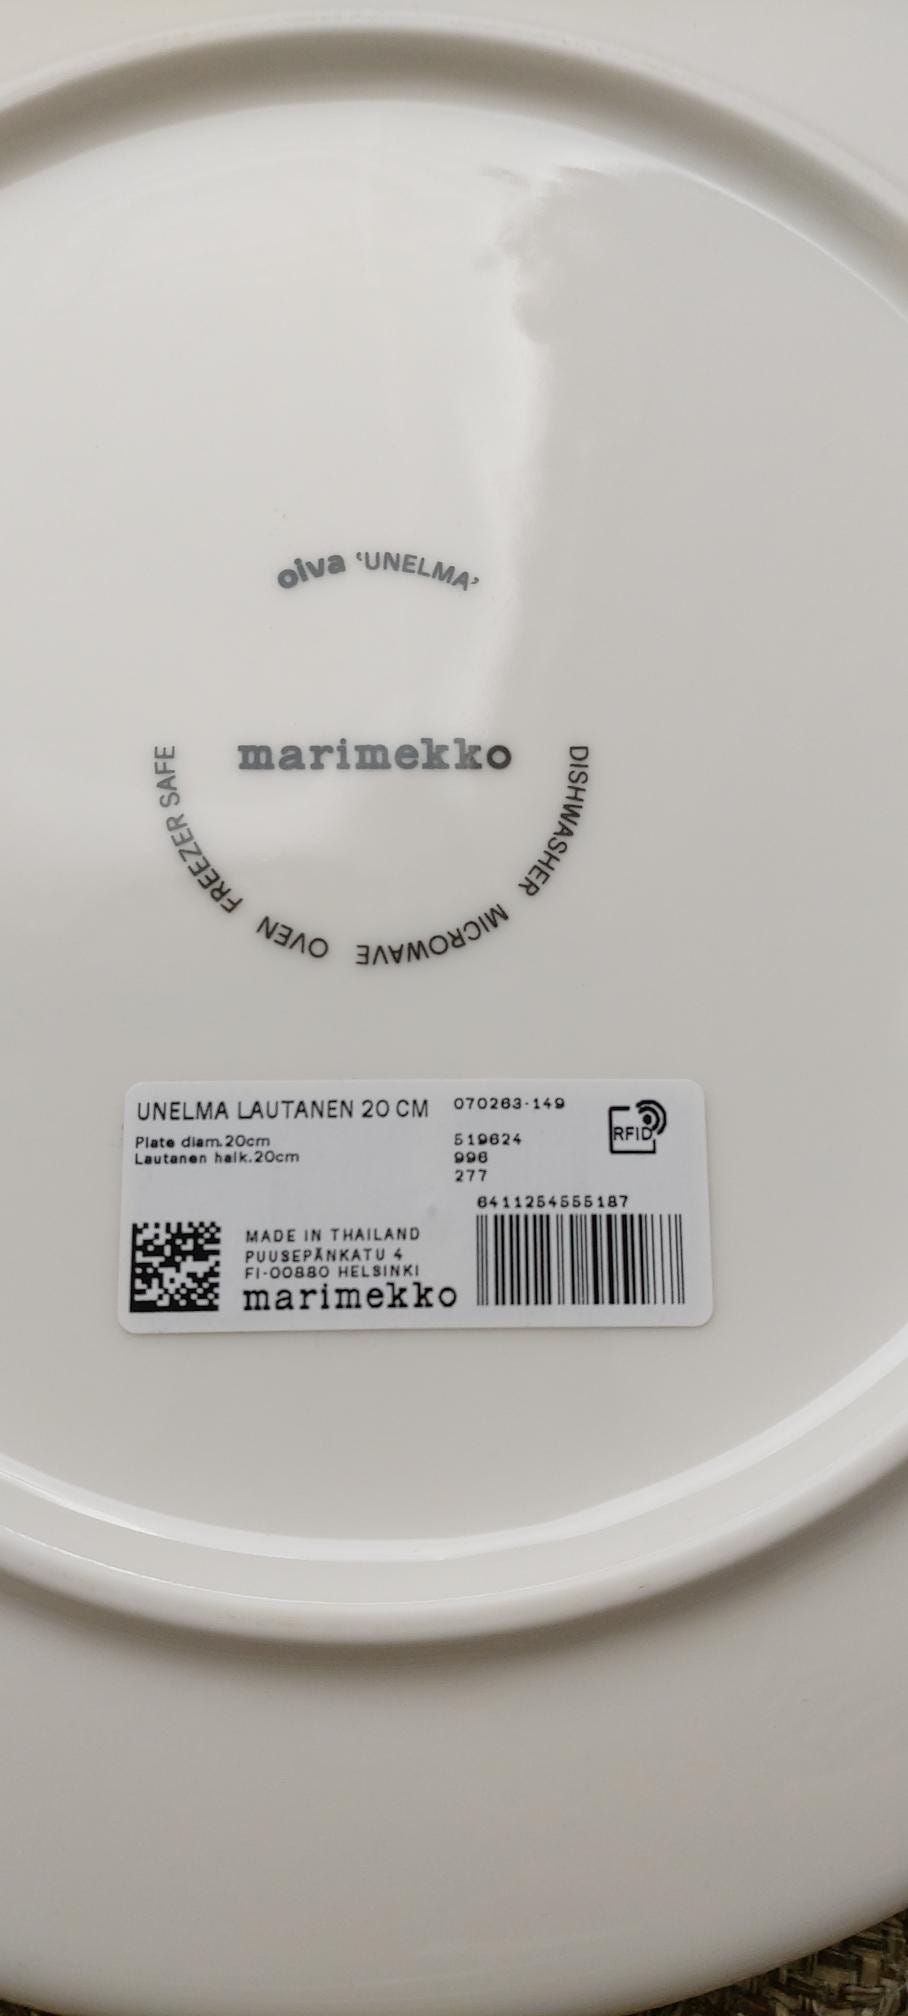 oiva ‘UNELMA’
marimekko
DISHWASHER MICROWAVE OVEN FREEZER SAFE
UNELMA LAUTANEN 20 CM
Plate diam.20cm
Lautanen halk.20cm
070263-149
519624
996
277
RFID
6411254555187
MADE IN THAILAND
PUUSEPÄNKATU 4
FI-00880 HELSINKI
marimekko